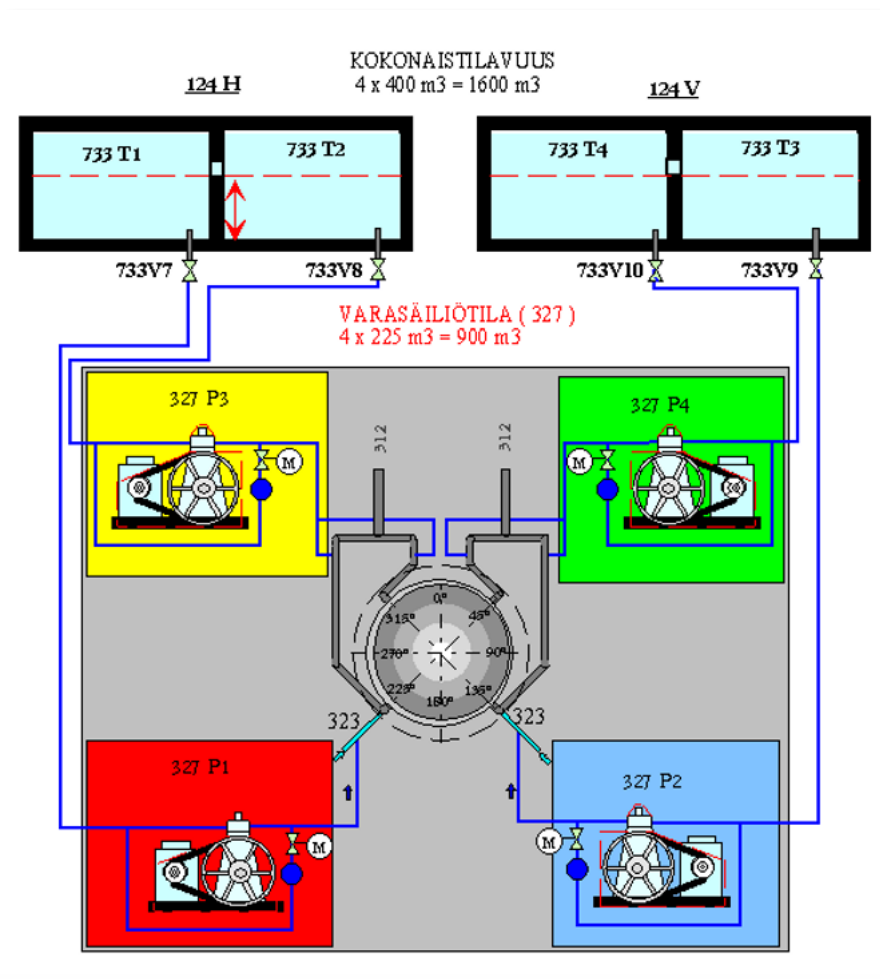 KOKONAISTILAVUUS
4 x 400 m3 = 1600 m3
124 H
124 V
733 T1
733 T2
733 T4
733 T3
733V7
733V8
733V10
733V9
VARASÄILIÖTILA ( 327 )
4 x 225 m3 = 900 m3
327 P3
312
312
327 P4
M
M
0°
315°
45°
270°
90°
225°
135°
180°
323
323
327 P1
327 P2
M
M